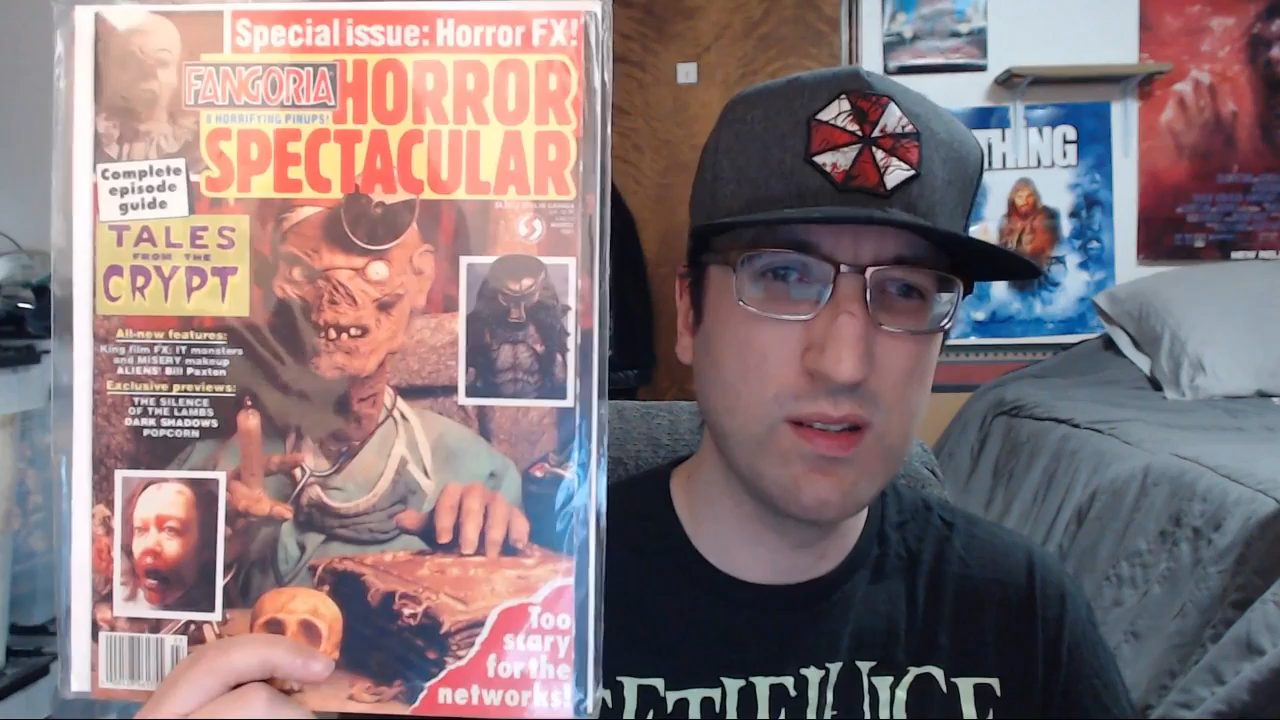 Special issue: Horror FX!
FANGORIA
HORROR
8 HORRIFYING PINUPS!
SPECTACULAR
Complete
episode
guide
TALES
FROM THE
CRYPT
All-new features:
King film FX: IT monsters
and MISERY makeup
ALIENS' Bill Paxton
Exclusive previews:
THE SILENCE
OF THE LAMBS
DARK SHADOWS
POPCORN
Too
scary
for the
networks!
THING
BEETLEJUICE